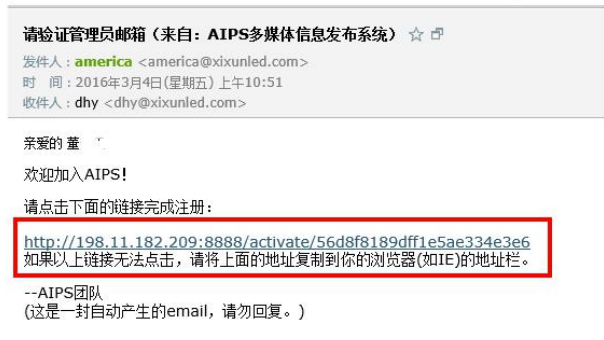 请验证管理员邮箱（来自：AIPS多媒体信息发布系统）
发件人：america <america@xixunled.com>
时 间：2016年3月4日(星期五) 上午10:51
收件人：dhy <dhy@xixunled.com>
亲爱的 董
欢迎加入AIPS!
请点击下面的链接完成注册：
http://198.11.182.209:8888/activate/56d8f8189dff1e5ae334e3e6
如果以上链接无法点击，请将上面的地址复制到你的浏览器(如IE)的地址栏。
--AIPS团队
(这是一封自动产生的email，请勿回复。)